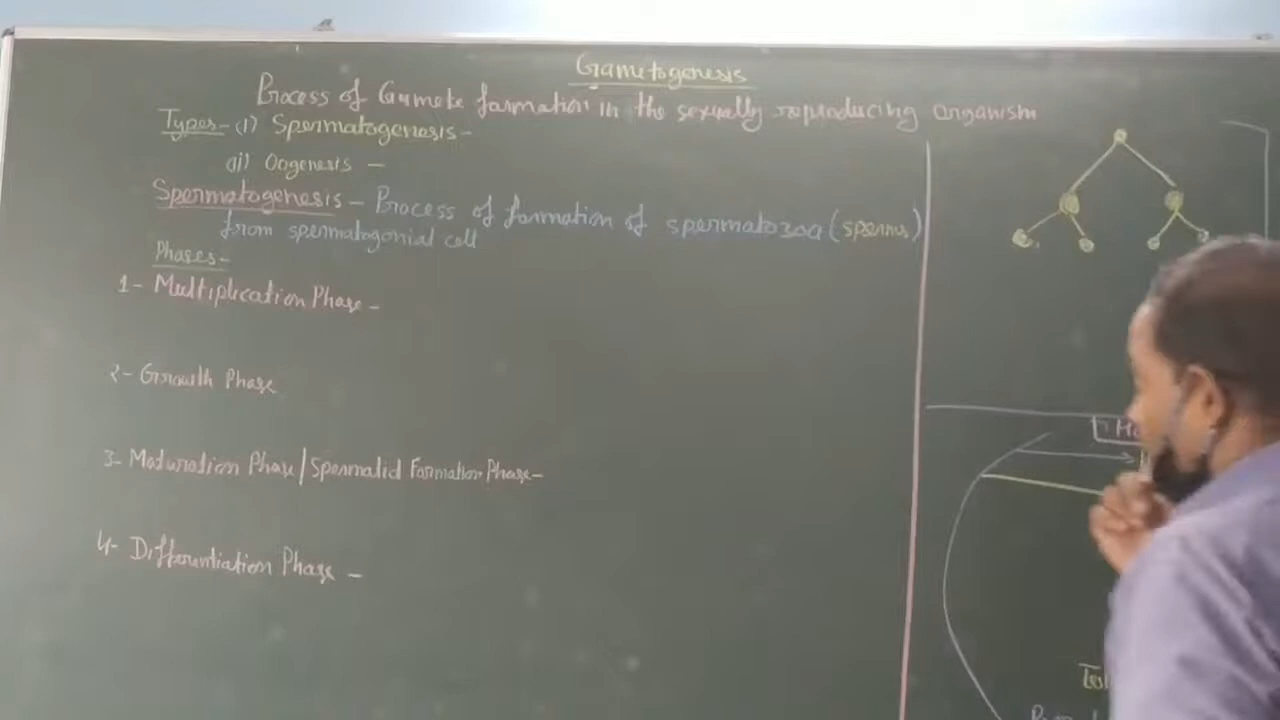 Gametogenesis
Process of Gamete formation in the sexually reproducing Organism
Types- (i) Spermatogenesis-
(ii) Oogenesis -
Spermatogenesis - Process of formation of spermatozoa (sperms)
from spermatogonial cell
Phases-
1- Multiplication Phase -
2- Growth Phase
3- Maturation Phase / Spermatid Formation Phase-
4- Differentiation Phase -